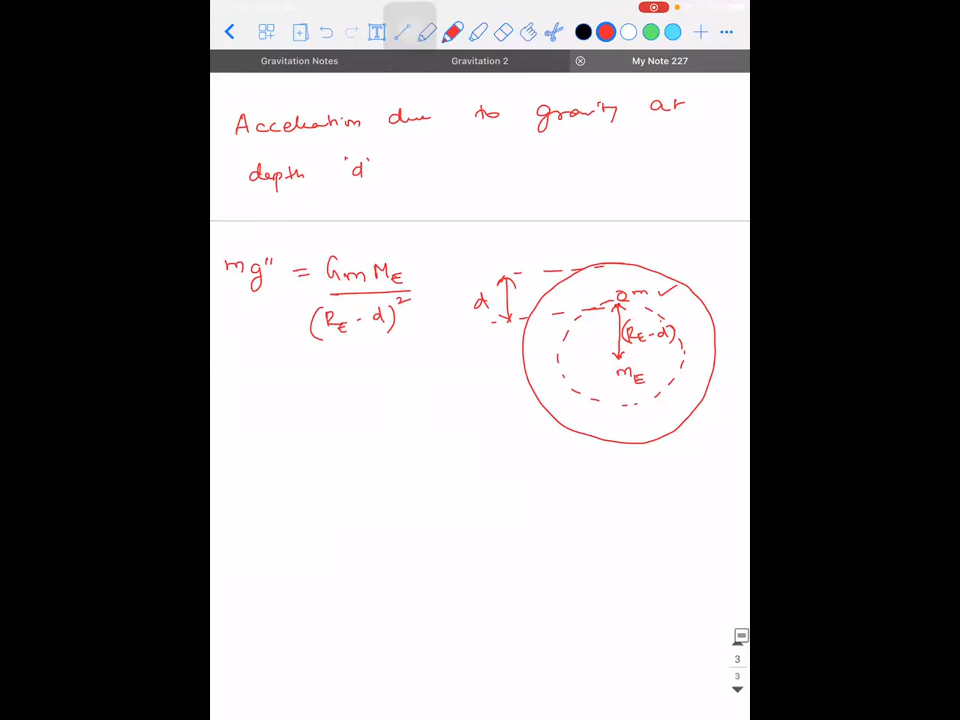 Gravitation Notes
Gravitation 2
My Note 227
Acceleration due to gravity at
depth 'd'
mg" = GmM_E
(R_E - d)²
d
m ✓
(R_E - d)
M_E
3
3